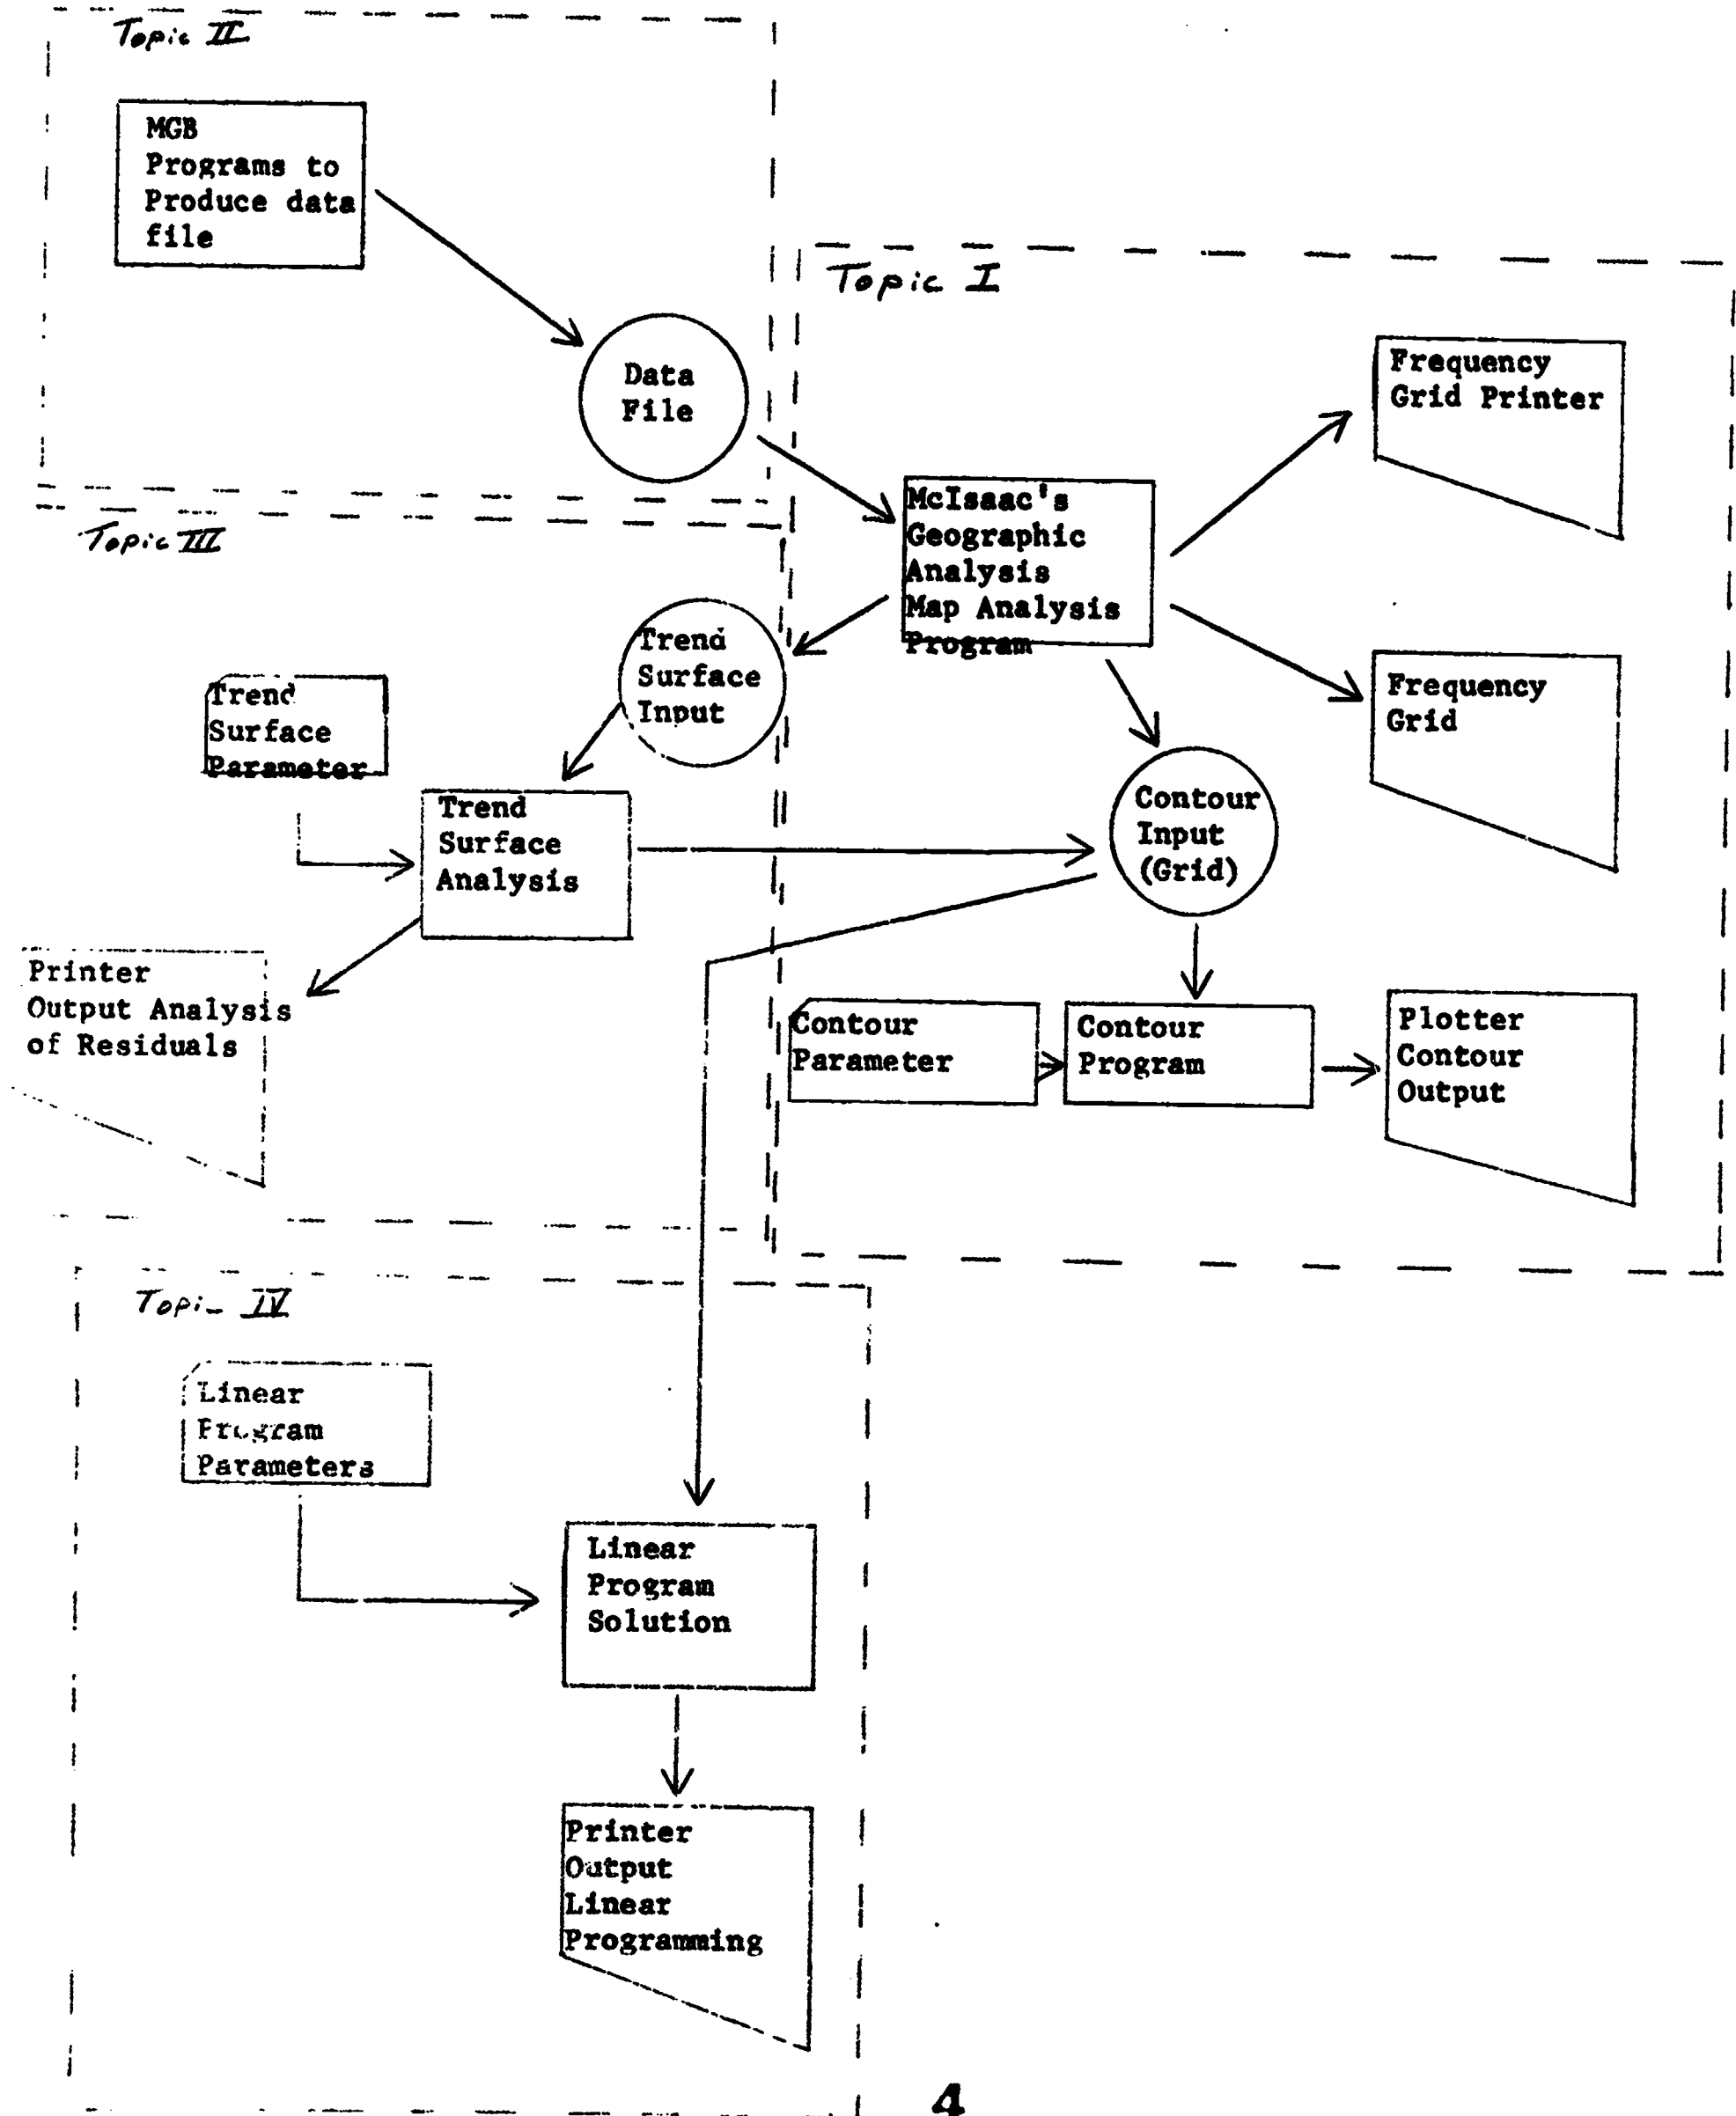 Topic II
MGB
Programs to
Produce data
file
Data
File
Topic I
Frequency
Grid Printer
McIsaac's
Geographic
Analysis
Map Analysis
Program
Frequency
Grid
Contour
Input
(Grid)
Contour
Parameter
Contour
Program
Plotter
Contour
Output
Topic III
Trend
Surface
Input
Trend
Surface
Parameter
Trend
Surface
Analysis
Printer
Output Analysis
of Residuals
Topic IV
Linear
Program
Parameters
Linear
Program
Solution
Printer
Output
Linear
Programming
4